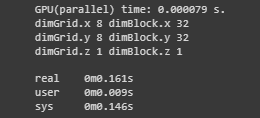 GPU(parallel) time: 0.000079 s.
dimGrid.x 8 dimBlock.x 32
dimGrid.y 8 dimBlock.y 32
dimGrid.z 1 dimBlock.z 1
real 0m0.161s
user 0m0.009s
sys 0m0.146s